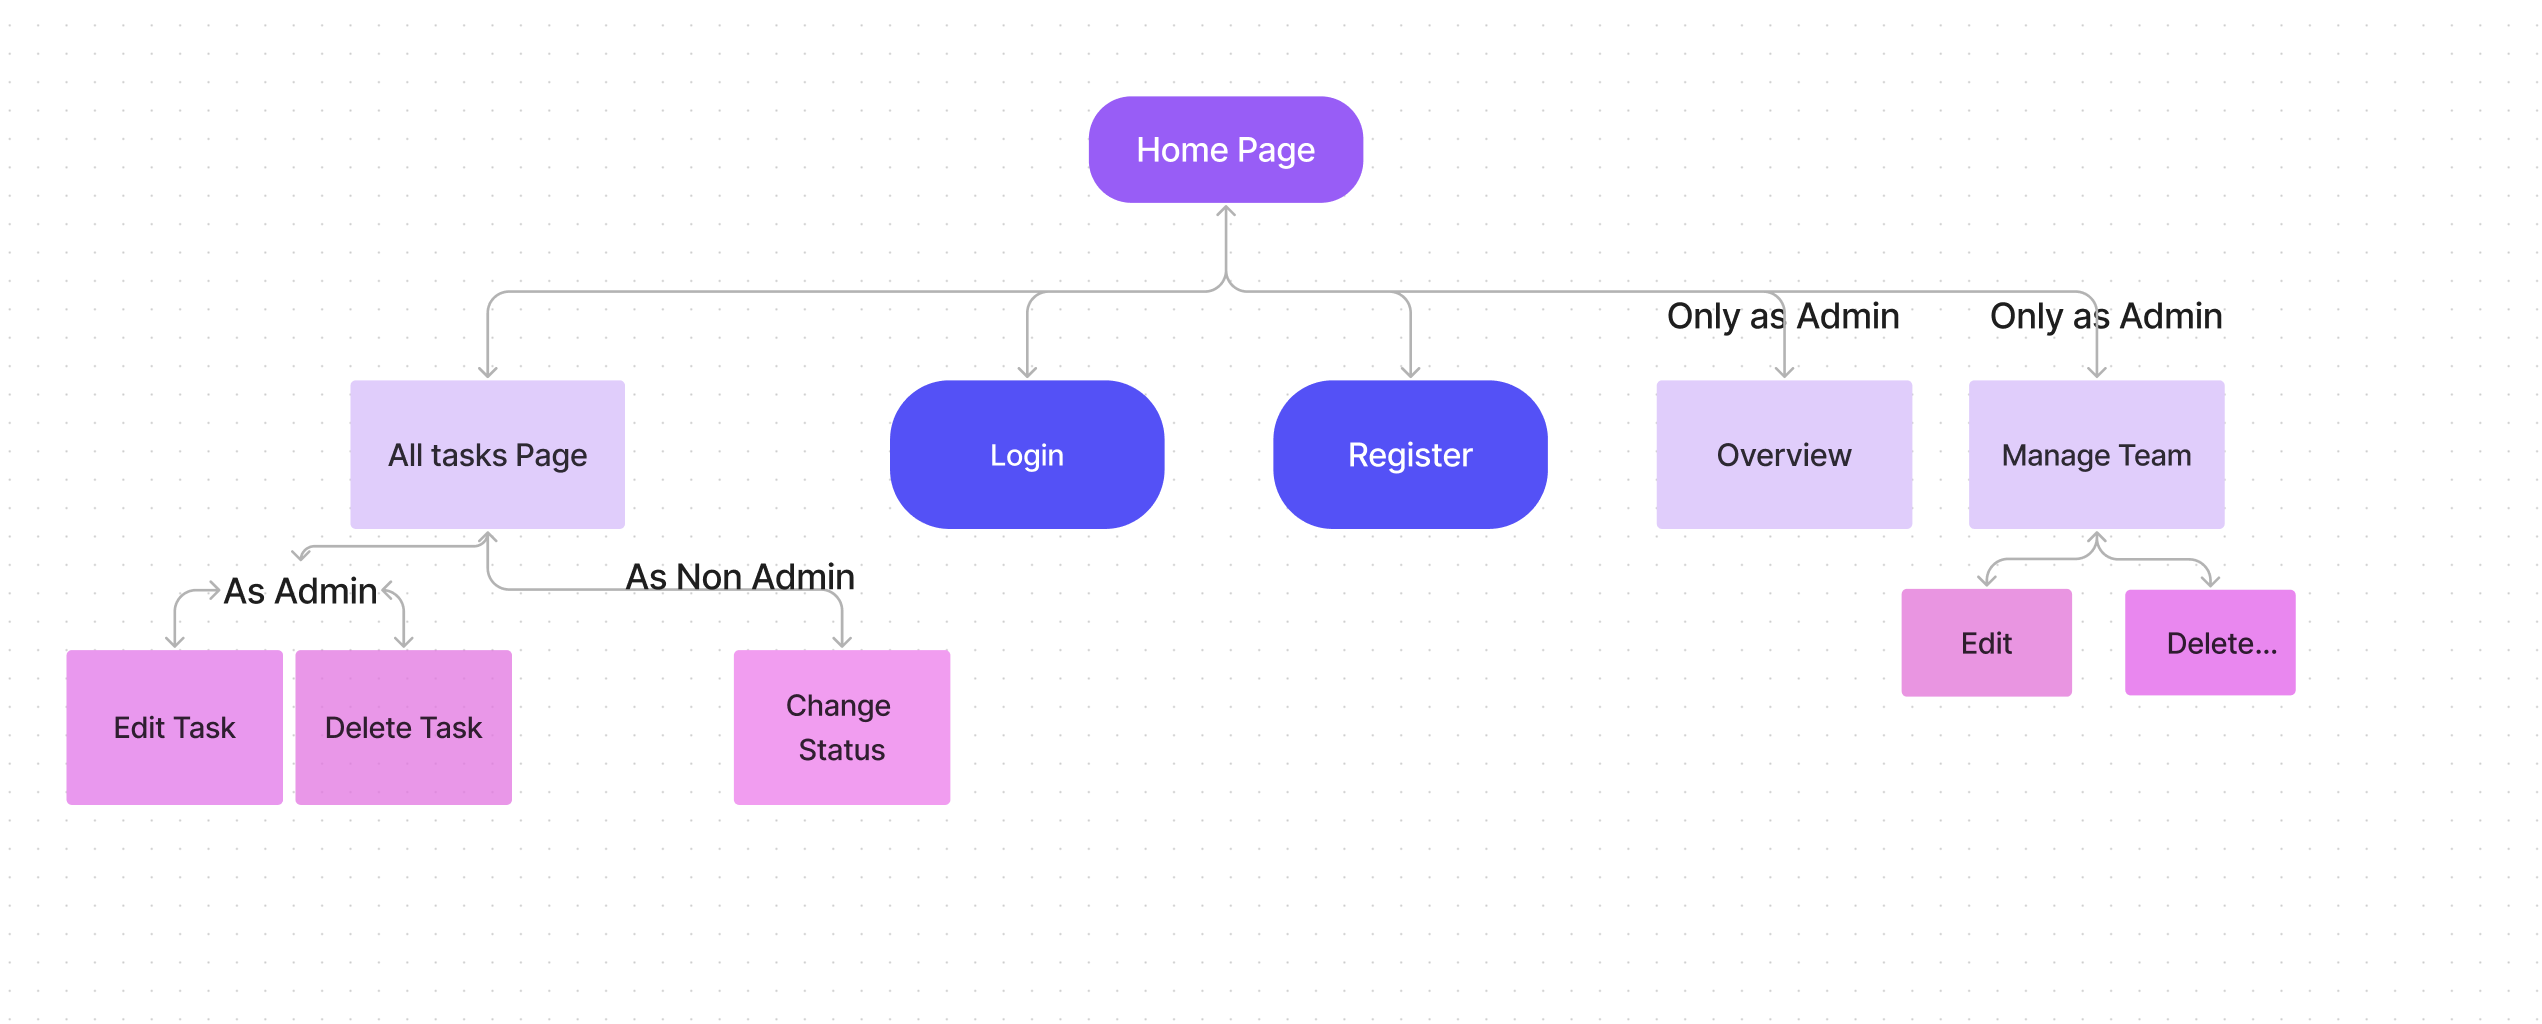 Home Page
Only as Admin
Only as Admin
All tasks Page
Login
Register
Overview
Manage Team
As Admin
As Non Admin
Edit Task
Delete Task
Change
Status
Edit
Delete...